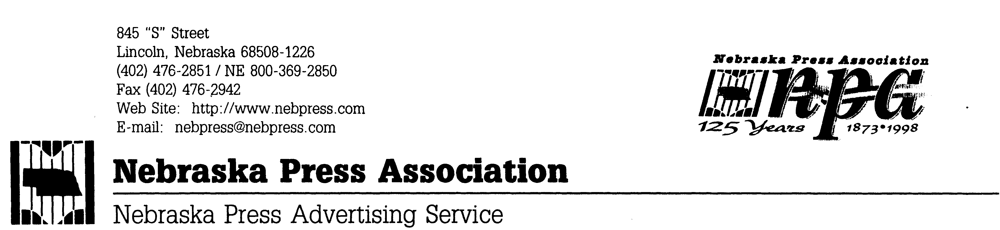 845 "S" Street
Lincoln, Nebraska 68508-1226
(402) 476-2851 / NE 800-369-2850
Fax (402) 476-2942
Web Site: http://www.nebpress.com
E-mail: nebpress@nebpress.com
Nebraska Press Association
npa
125 Years 1873•1998
Nebraska Press Association
Nebraska Press Advertising Service